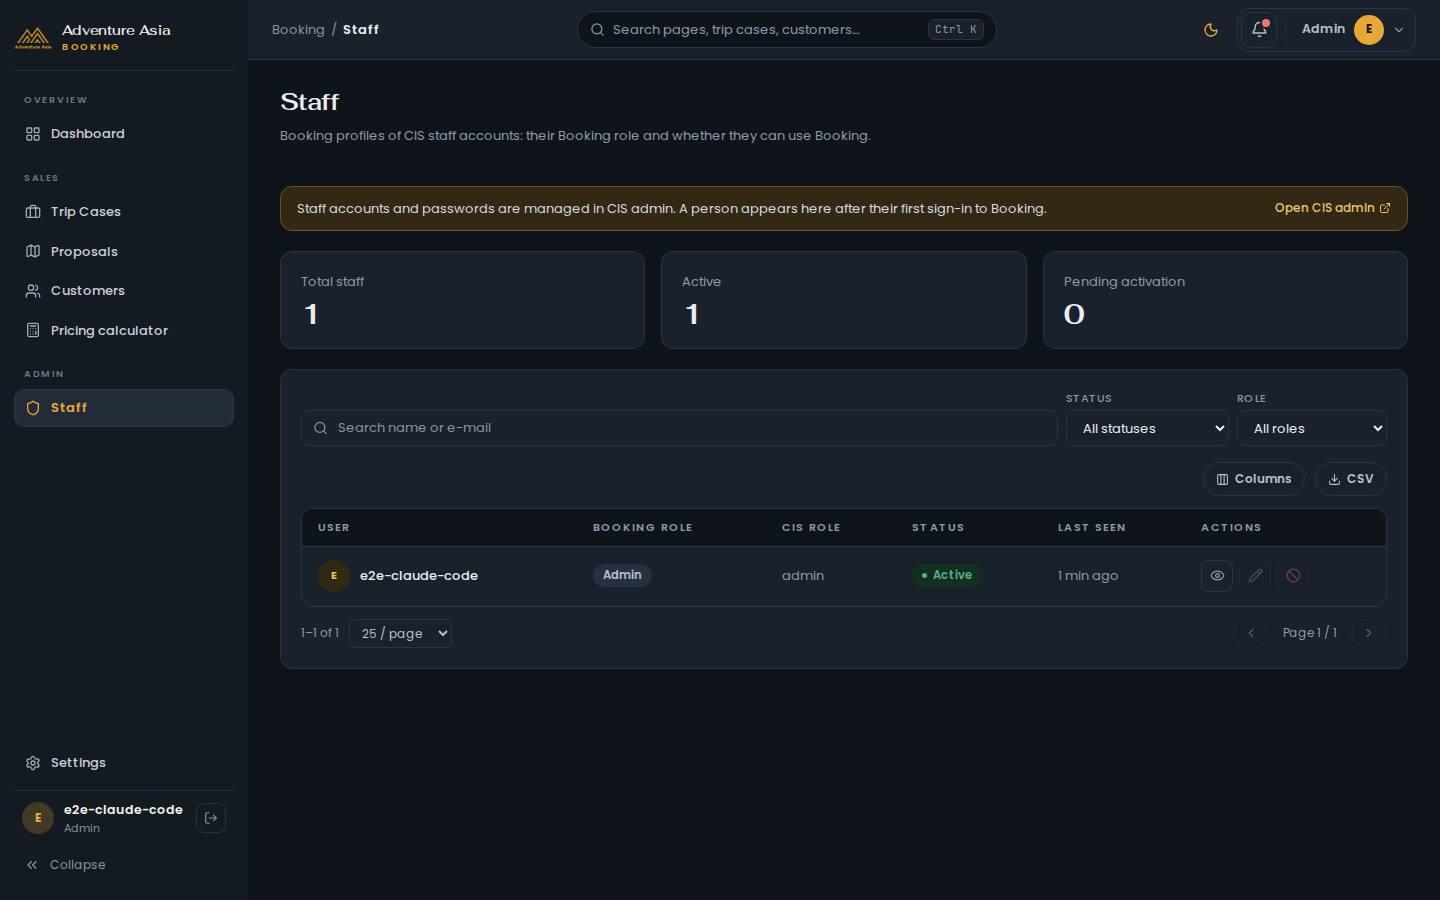 Adventure Asia
BOOKING
Adventure Asia
Booking / Staff
Search pages, trip cases, customers...
Ctrl K
Admin
E
OVERVIEW
Dashboard
SALES
Trip Cases
Proposals
Customers
Pricing calculator
ADMIN
Staff
Staff
Booking profiles of CIS staff accounts: their Booking role and whether they can use Booking.
Staff accounts and passwords are managed in CIS admin. A person appears here after their first sign-in to Booking.
Open CIS admin
Total staff
1
Active
1
Pending activation
0
STATUS
ROLE
Search name or e-mail
All statuses
All roles
Columns
CSV
USER
BOOKING ROLE
CIS ROLE
STATUS
LAST SEEN
ACTIONS
E
e2e-claude-code
Admin
admin
Active
1 min ago
1–1 of 1
25 / page
Page 1 / 1
Settings
E
e2e-claude-code
Admin
Collapse